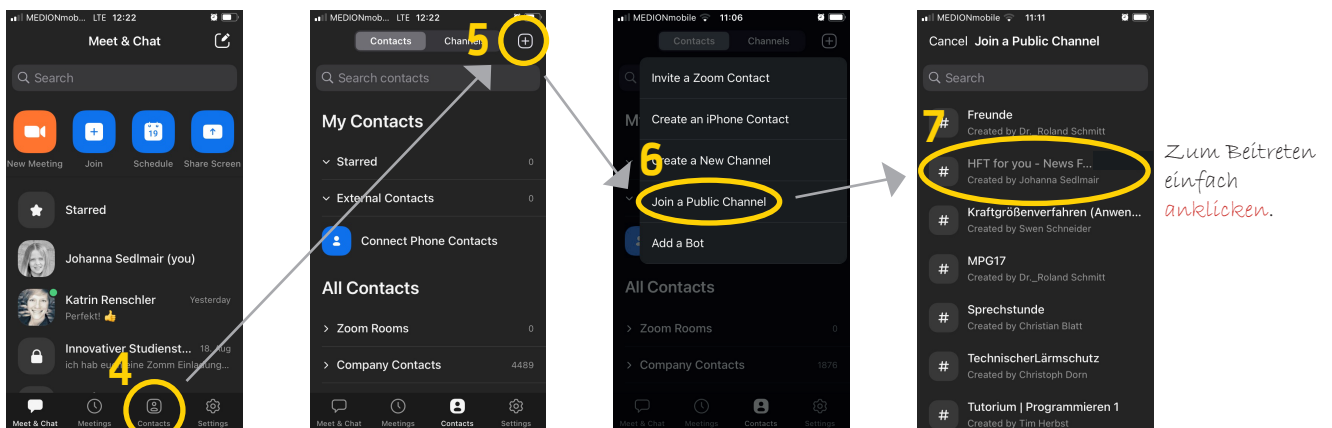 MEDIONmob... LTE 12:22
Meet & Chat
Search
19
New Meeting Join Schedule Share Screen
Starred
Johanna Sedlmair (you)
Katrin Renschler Yesterday
Perfekt! 👍
Innovativer Studienst... 18. Aug
ich hab eine Zomm Einladung...
4
Meet & Chat Meetings Contacts Settings
MEDIONmob... LTE 12:22
Contacts
5
Search contacts
My Contacts
Starred 0
External Contacts 0
Connect Phone Contacts
All Contacts
Zoom Rooms 0
Company Contacts 4489
Meet & Chat Meetings Contacts Settings
MEDIONmobile 11:06
Contacts Channels
Invite a Zoom Contact
Create an iPhone Contact
Create a New Channel
6
Join a Public Channel
Add a Bot
All Contacts
Zoom Rooms 0
Company Contacts 1876
Meet & Chat Meetings Contacts Settings
MEDIONmobile 11:11
Cancel Join a Public Channel
Search
7
# Freunde
Created by Dr._Roland Schmitt
# HFT for you - News F...
Created by Johanna Sedlmair
# Kraftgrößenverfahren (Anwen...
Created by Swen Schneider
# MPG17
Created by Dr._Roland Schmitt
# Sprechstunde
Created by Christian Blatt
# TechnischerLärmschutz
Created by Christoph Dorn
# Tutorium | Programmieren 1
Created by Tim Herbst
Zum Beitreten
einfach
anklicken.